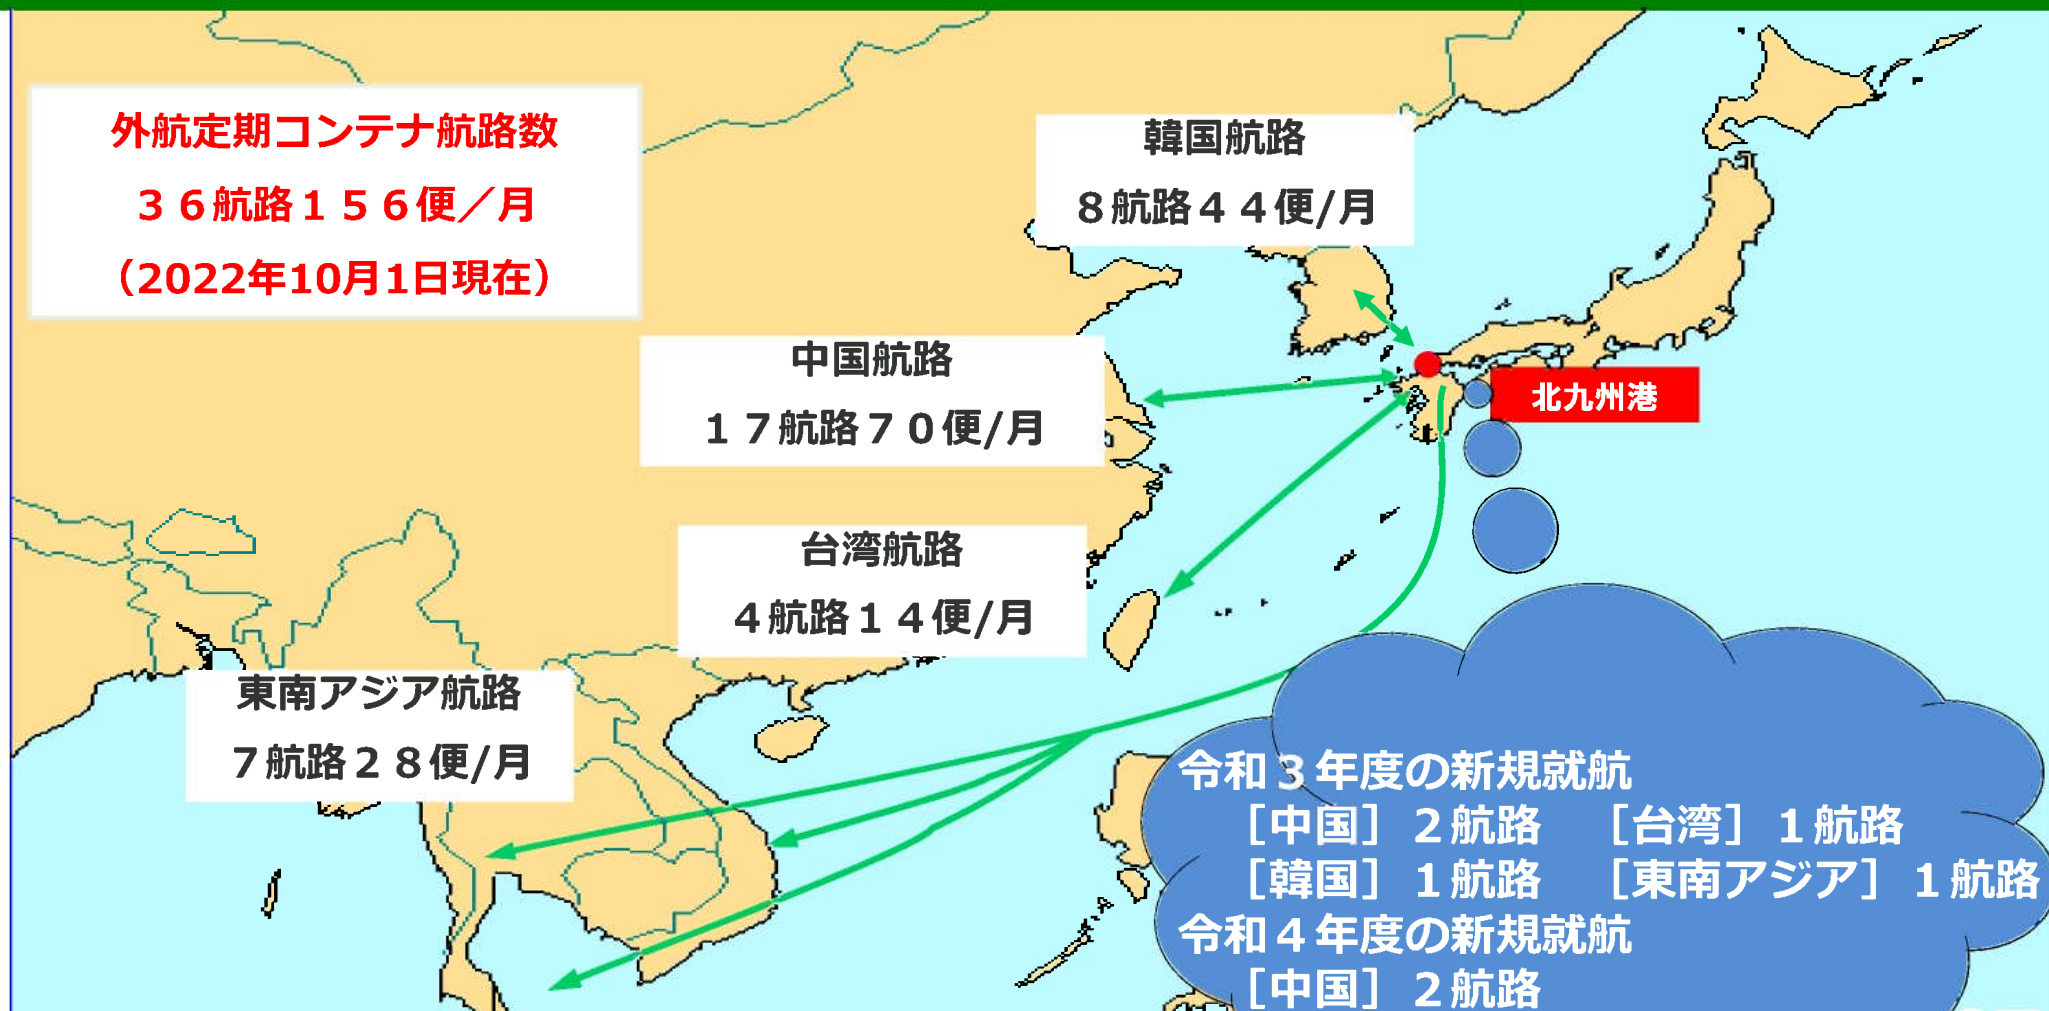 外航定期コンテナ航路数
３６航路１５６便／月
（2022年10月1日現在）
韓国航路
８航路４４便/月
中国航路
１７航路７０便/月
北九州港
台湾航路
４航路１４便/月
東南アジア航路
７航路２８便/月
令和３年度の新規就航
［中国］２航路　［台湾］１航路
［韓国］１航路　［東南アジア］１航路
令和４年度の新規就航
［中国］２航路